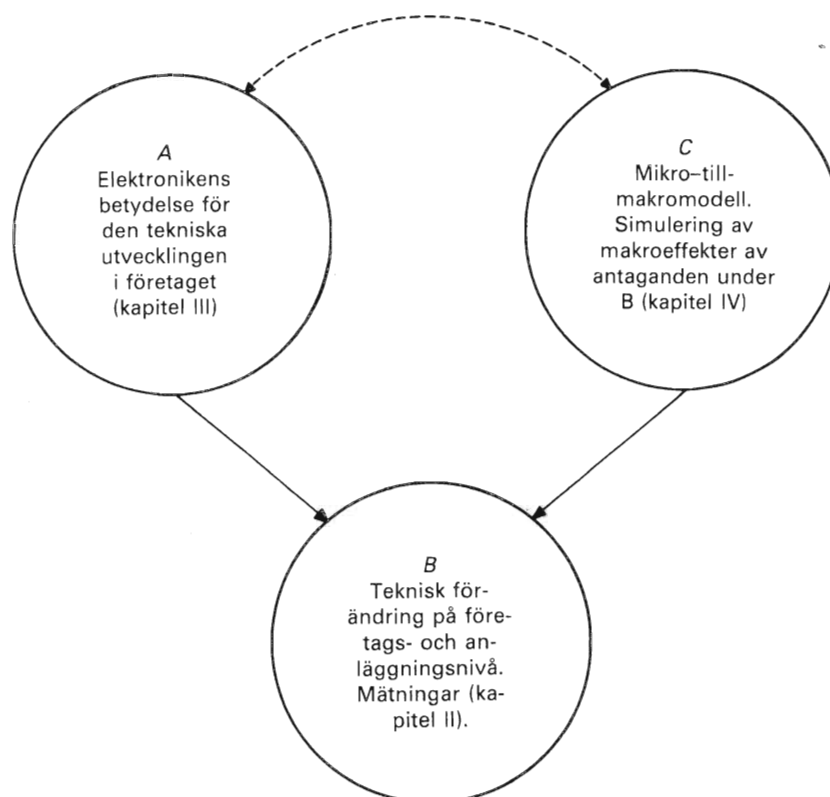 A
Elektronikens
betydelse för
den tekniska
utvecklingen
i företaget
(kapitel III)
C
Mikro–till-
makromodell.
Simulering av
makroeffekter av
antaganden under
B (kapitel IV)
B
Teknisk för-
ändring på före-
tags- och an-
läggningsnivå.
Mätningar (ka-
pitel II).